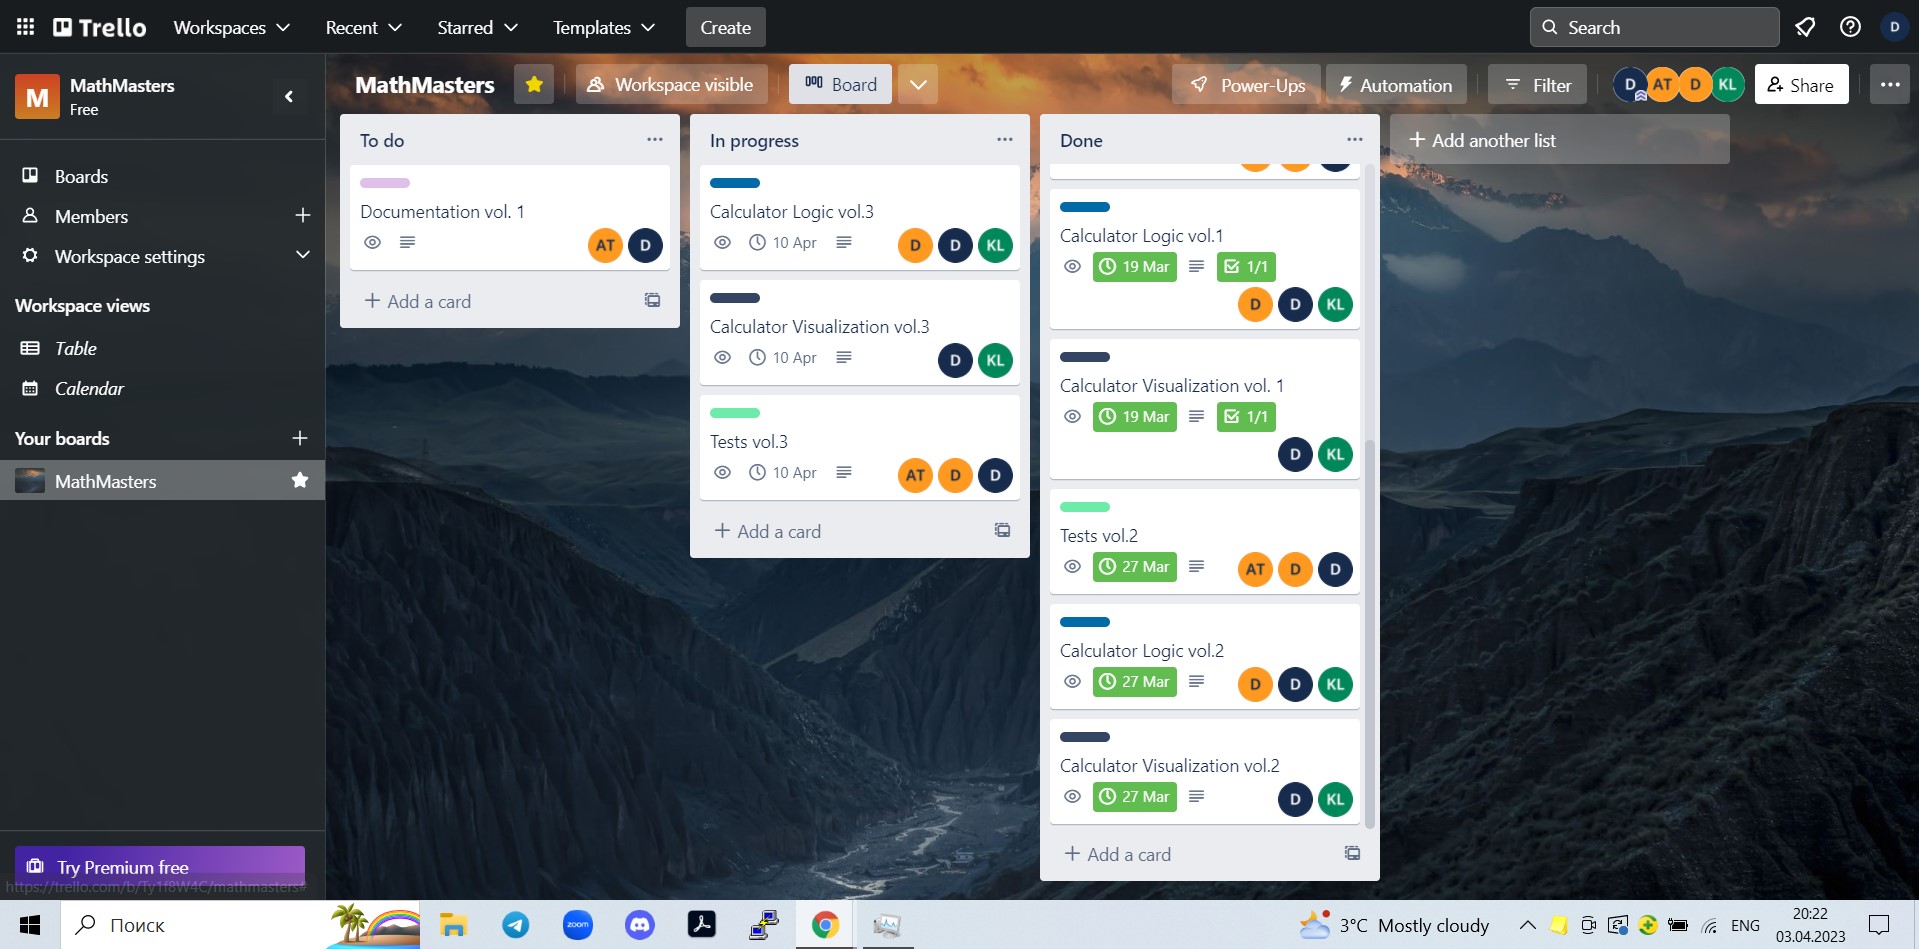 Trello
Workspaces
Recent
Starred
Templates
Create
Search
D
M
MathMasters
Free
MathMasters
Workspace visible
Board
Power-Ups
Automation
Filter
D
AT
D
KL
Share
Boards
Members
Workspace settings
Workspace views
Table
Calendar
Your boards
MathMasters
Try Premium free
https://trello.com/b/Ty1f8W4C/mathmasters#
To do
Documentation vol. 1
AT D
Add a card
In progress
Calculator Logic vol.3
10 Apr
D D KL
Calculator Visualization vol.3
10 Apr
D KL
Tests vol.3
10 Apr
AT D D
Add a card
Done
Calculator Logic vol.1
19 Mar 1/1
D D KL
Calculator Visualization vol. 1
19 Mar 1/1
D KL
Tests vol.2
27 Mar
AT D D
Calculator Logic vol.2
27 Mar
D D KL
Calculator Visualization vol.2
27 Mar
D KL
Add a card
Add another list
Поиск
zoom
3°C Mostly cloudy
ENG
20:22
03.04.2023